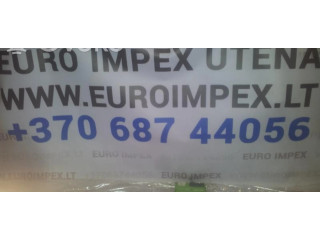 EURO IMPEX UTENA
WWW.EUROIMPEX.LT
+370 687 44056
EURO IMPEX EURO IMPEX